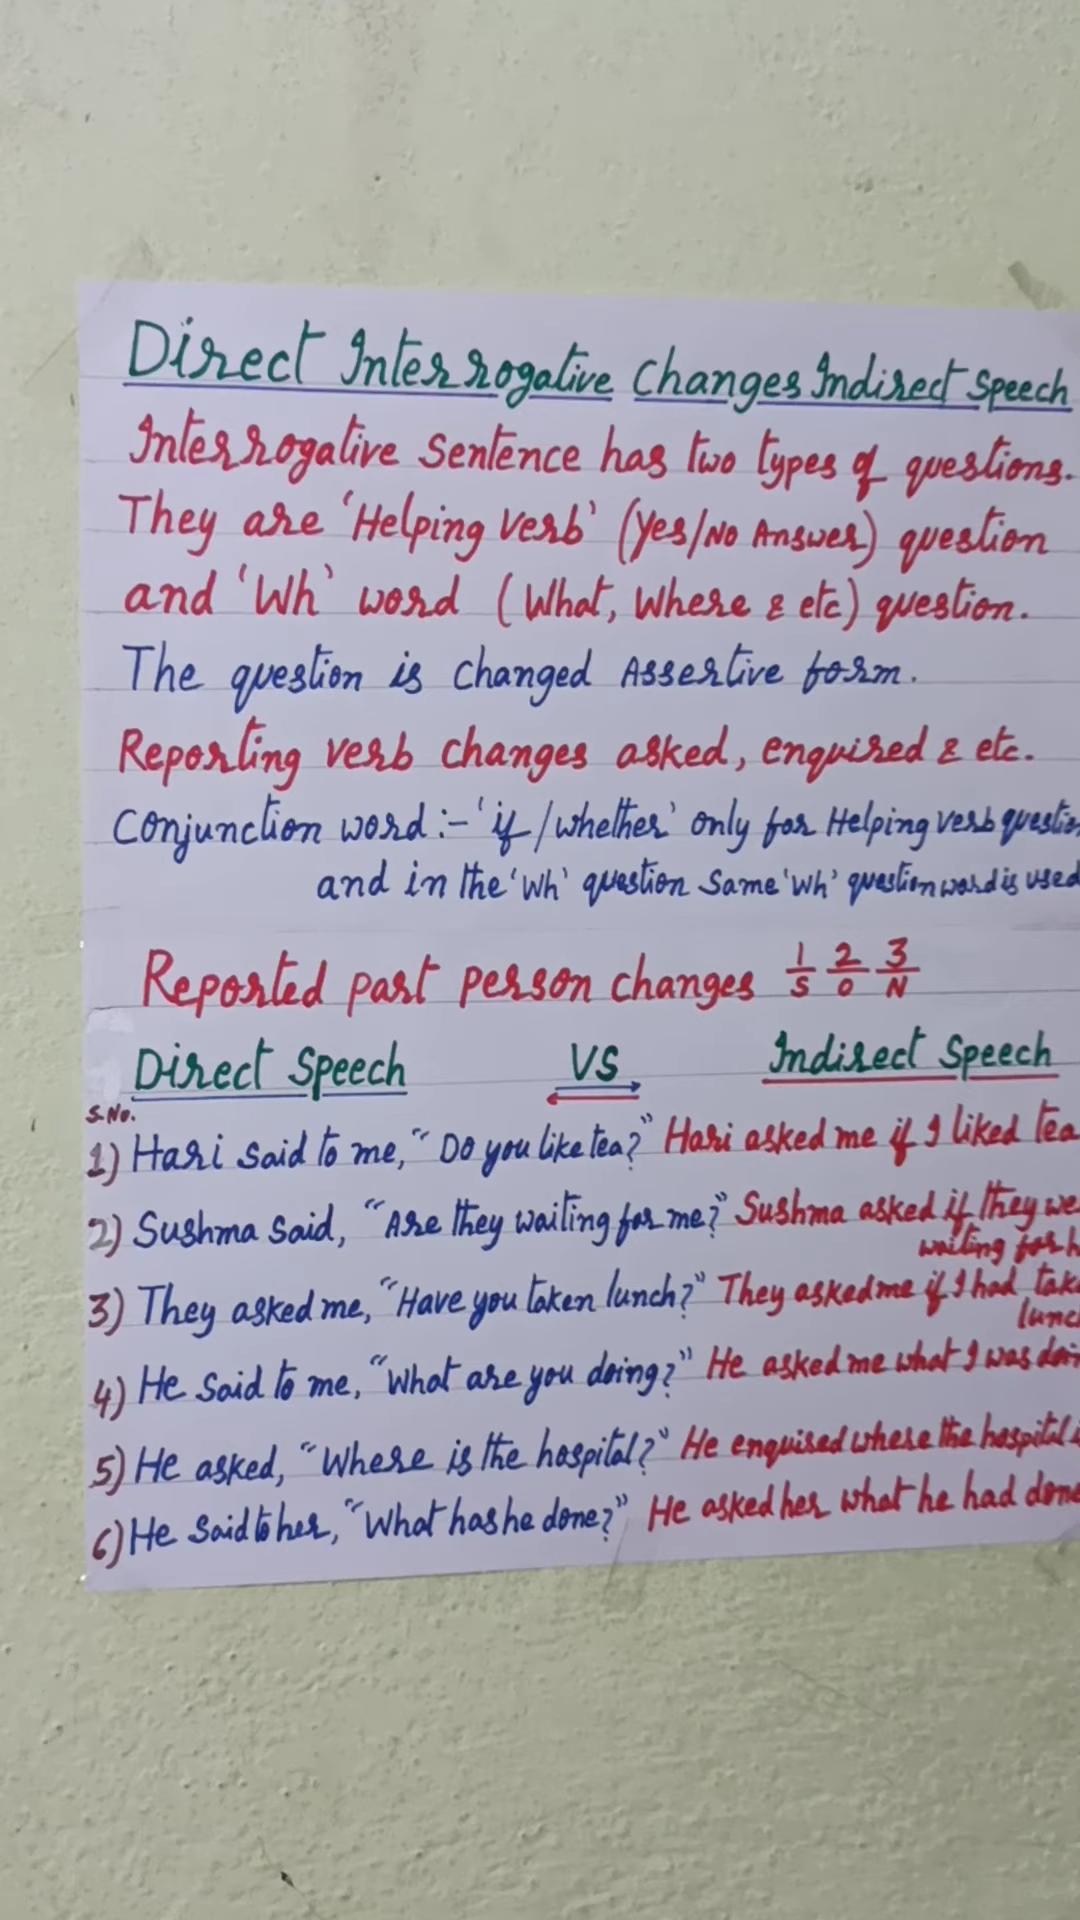 Direct Interrogative Changes Indirect Speech
Interrogative Sentence has two types of questions.
They are 'Helping verb' (Yes/No Answer) question
and 'Wh' word (What, Where & etc) question.
The question is changed Assertive form.
Reporting verb changes asked, enquired & etc.
Conjunction word :- 'if/whether' only for Helping verb questio
and in the 'Wh' question same 'Wh' question word is used
Reported part person changes 1/S 2/O 3/N
Direct Speech VS Indirect Speech
S.No.
1) Hari said to me, "Do you like tea?" Hari asked me if I liked tea
2) Sushma said, "Are they waiting for me?" Sushma asked if they we
waiting for h
3) They asked me, "Have you taken lunch?" They asked me if I had take
lunc
4) He said to me, "What are you doing?" He asked me what I was doin
5) He asked, "Where is the hospital?" He enquired where the hospital i
6) He said to her, "What has he done?" He asked her what he had done